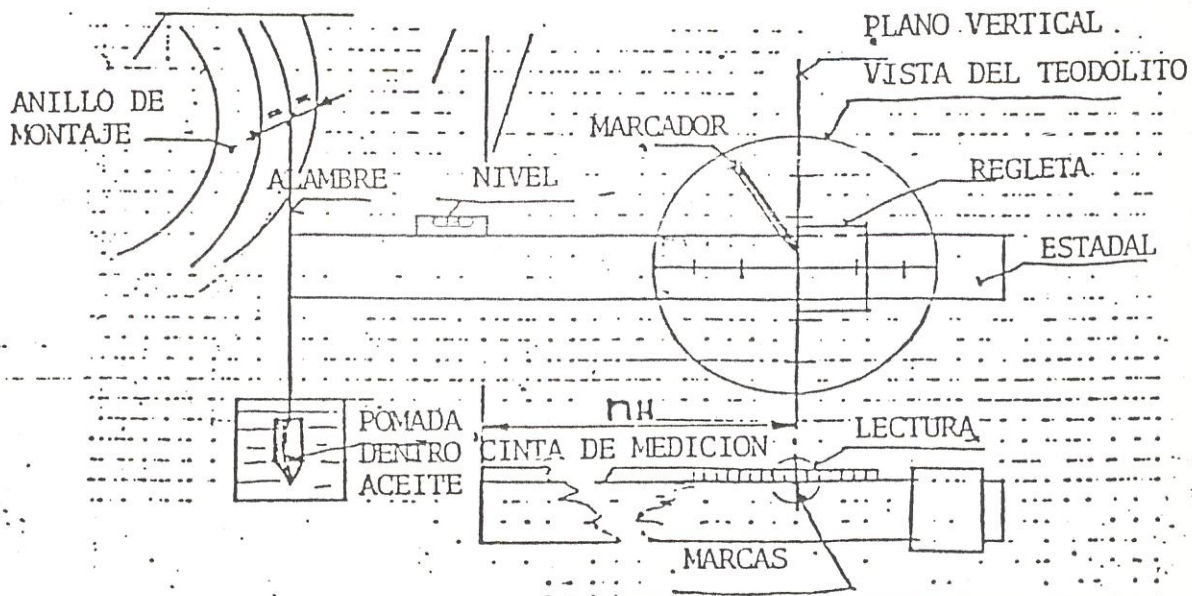 PLANO VERTICAL
VISTA DEL TEODOLITO
ANILLO DE
MONTAJE
MARCADOR
REGLETA
ALAMBRE
NIVEL
ESTADAL
nH
POMADA
DENTRO
ACEITE
CINTA DE MEDICION
LECTURA
MARCAS